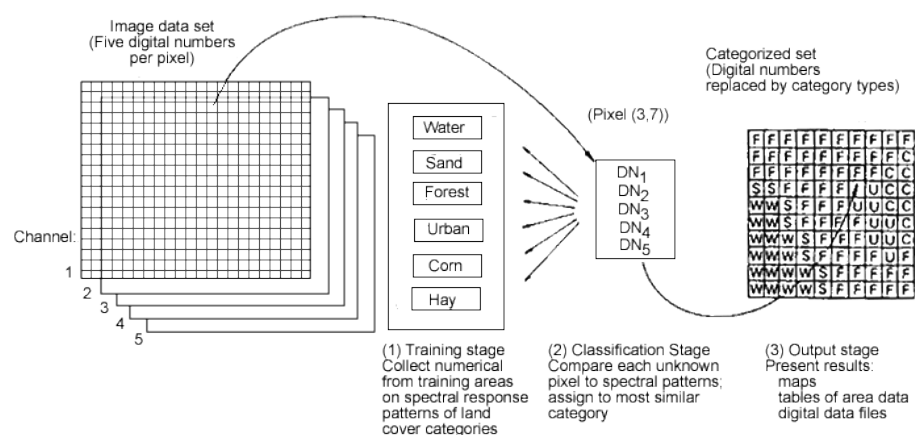 Image data set
(Five digital numbers
per pixel)
Categorized set
(Digital numbers
replaced by category types)
(Pixel (3,7))
Water
Sand
Forest
Urban
Corn
Hay
DN1
DN2
DN3
DN4
DN5
Channel:
1
2
3
4
5
F F F F F F F F F F
F F F F F F F F F C
F F F F F F F F C C
S S F F F F F U C C
W W S F F F U U C C
W W S F F F F U U C
W W W S F F F U U C
W W W S F F F F U F
W W W W S F F F F F
W W W W S F F F F F
(1) Training stage
Collect numerical
from training areas
on spectral response
patterns of land
cover categories
(2) Classification Stage
Compare each unknown
pixel to spectral patterns;
assign to most similar
category
(3) Output stage
Present results:
maps
tables of area data
digital data files